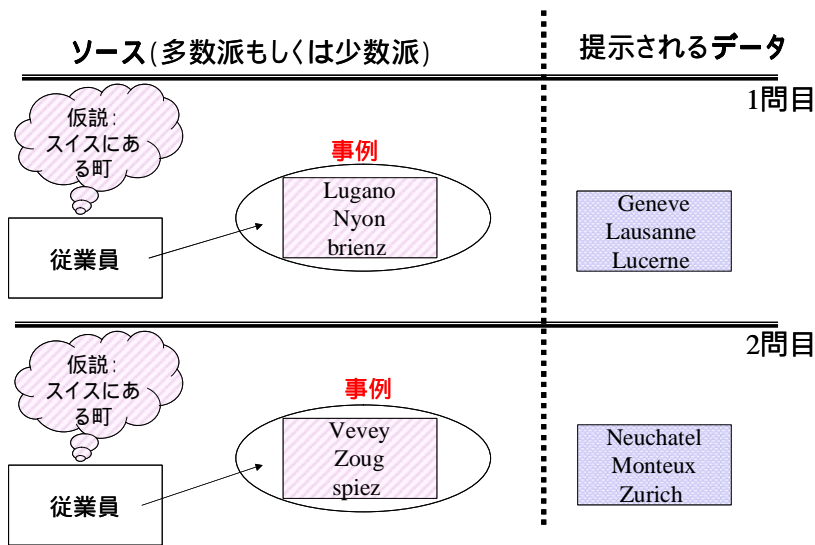 ソース(多数派もしくは少数派)
提示されるデータ
1問目
仮説:
スイスにあ
る町
従業員
事例
Lugano
Nyon
brienz
Geneve
Lausanne
Lucerne
2問目
仮説:
スイスにあ
る町
従業員
事例
Vevey
Zoug
spiez
Neuchatel
Monteux
Zurich